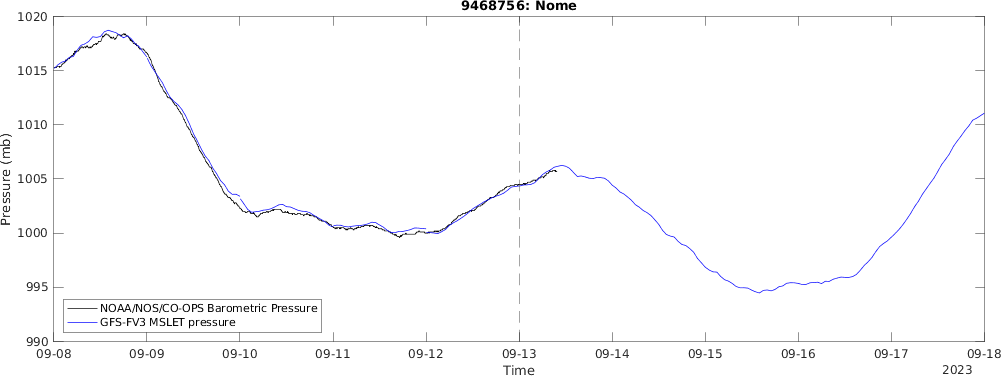 9468756: Nome
1020
1015
1010
1005
1000
995
990
Pressure (mb)
NOAA/NOS/CO-OPS Barometric Pressure
GFS-FV3 MSLET pressure
09-08 09-09 09-10 09-11 09-12 09-13 09-14 09-15 09-16 09-17 09-18
Time
2023